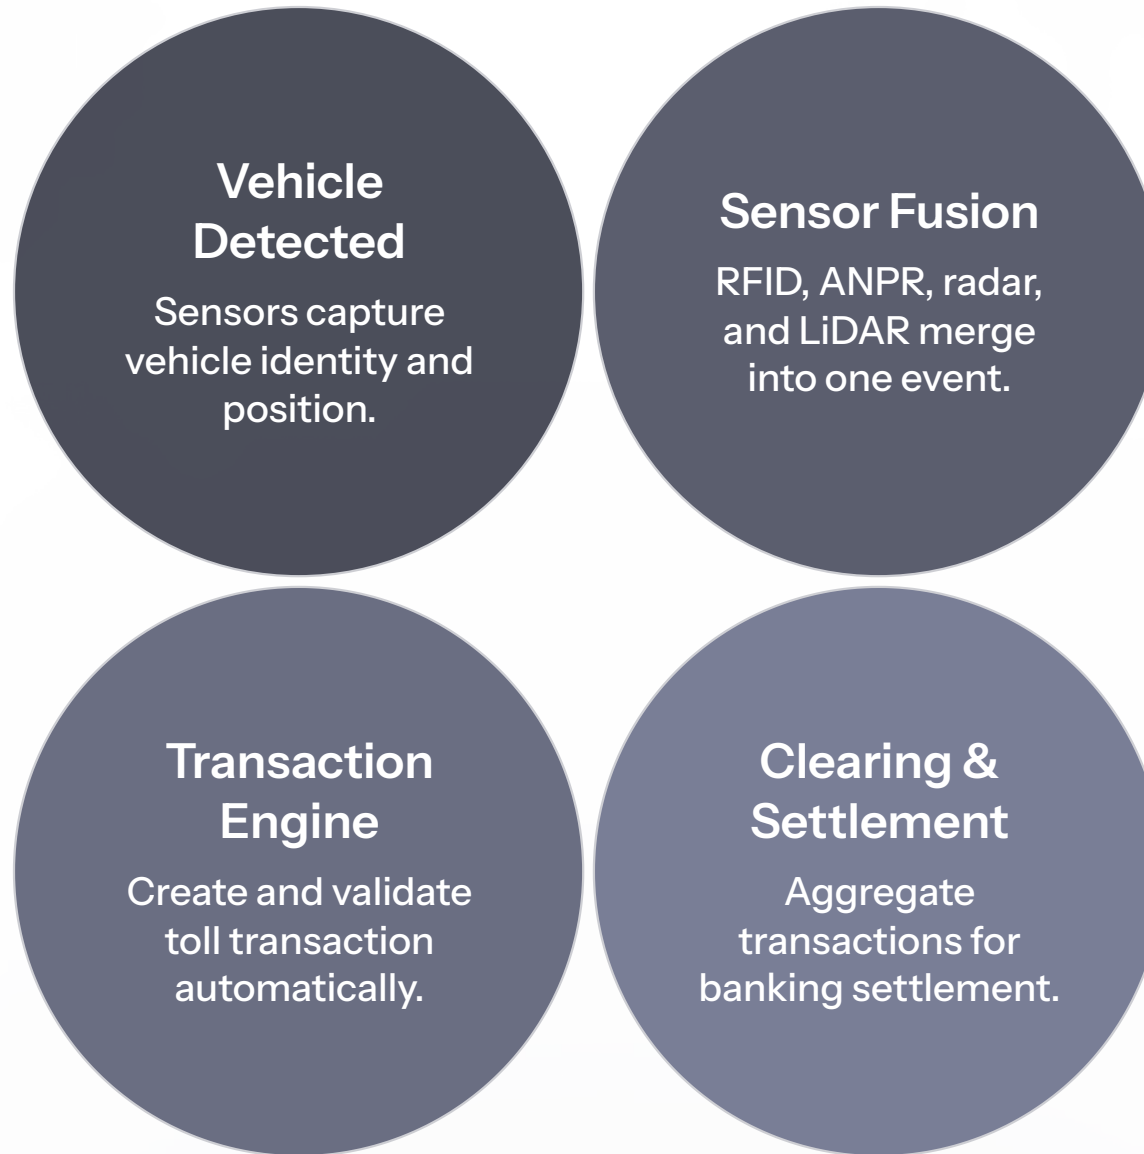 Vehicle
Detected
Sensors capture
vehicle identity and
position.
Sensor Fusion
RFID, ANPR, radar,
and LiDAR merge
into one event.
Transaction
Engine
Create and validate
toll transaction
automatically.
Clearing &
Settlement
Aggregate
transactions for
banking settlement.